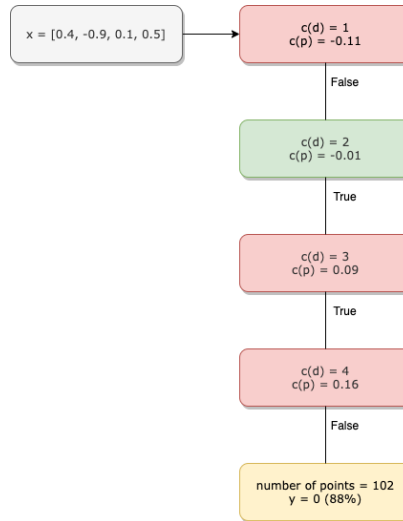 x = [0.4, -0.9, 0.1, 0.5]
c(d) = 1
c(p) = -0.11
False
c(d) = 2
c(p) = -0.01
True
c(d) = 3
c(p) = 0.09
True
c(d) = 4
c(p) = 0.16
False
number of points = 102
y = 0 (88%)